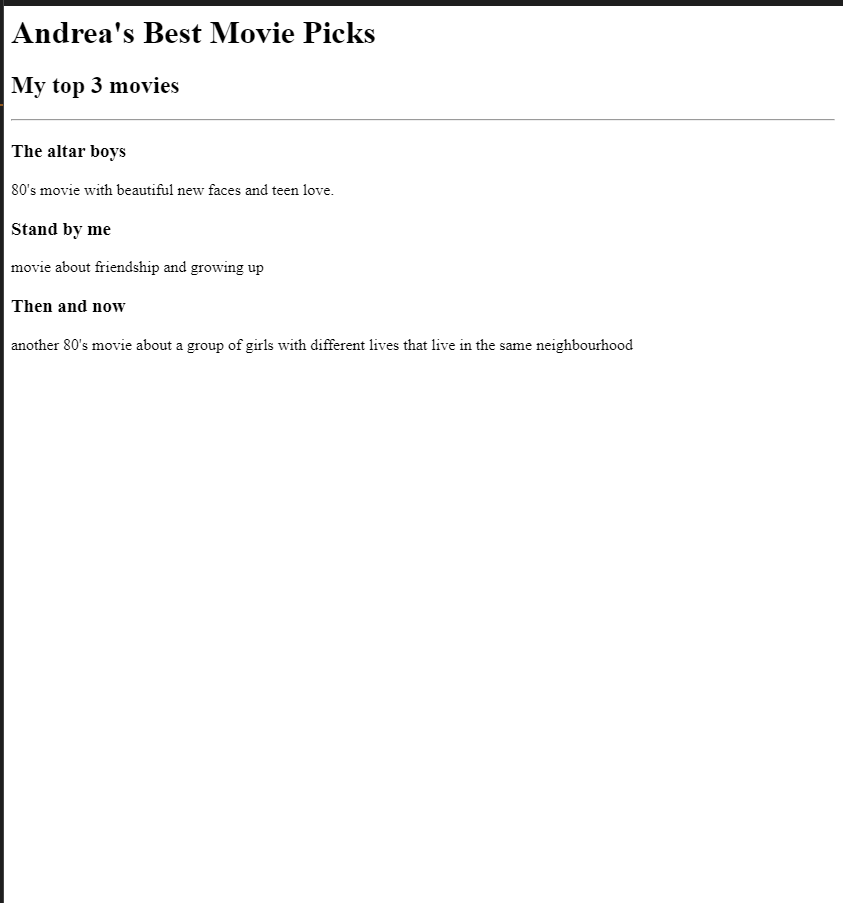 Andrea's Best Movie Picks
My top 3 movies
The altar boys
80's movie with beautiful new faces and teen love.
Stand by me
movie about friendship and growing up
Then and now
another 80's movie about a group of girls with different lives that live in the same neighbourhood